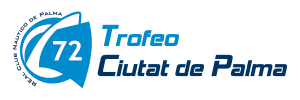 REAL CLUB NÁUTICO DE PALMA
72
Trofeo
Ciutat de Palma